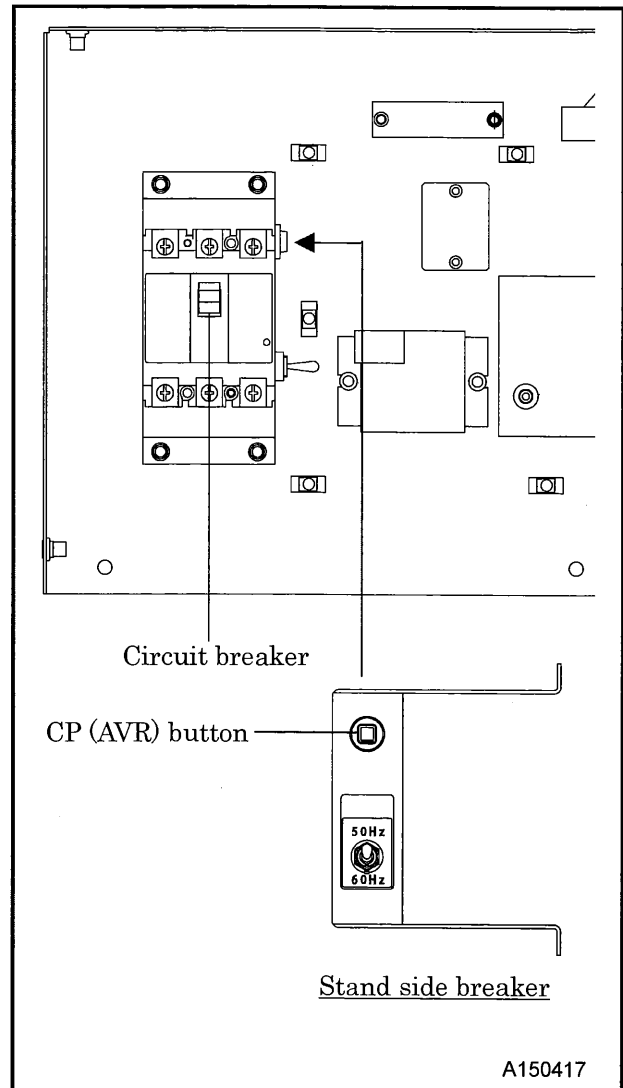 Circuit breaker
CP (AVR) button
50Hz
60Hz
Stand side breaker
A150417